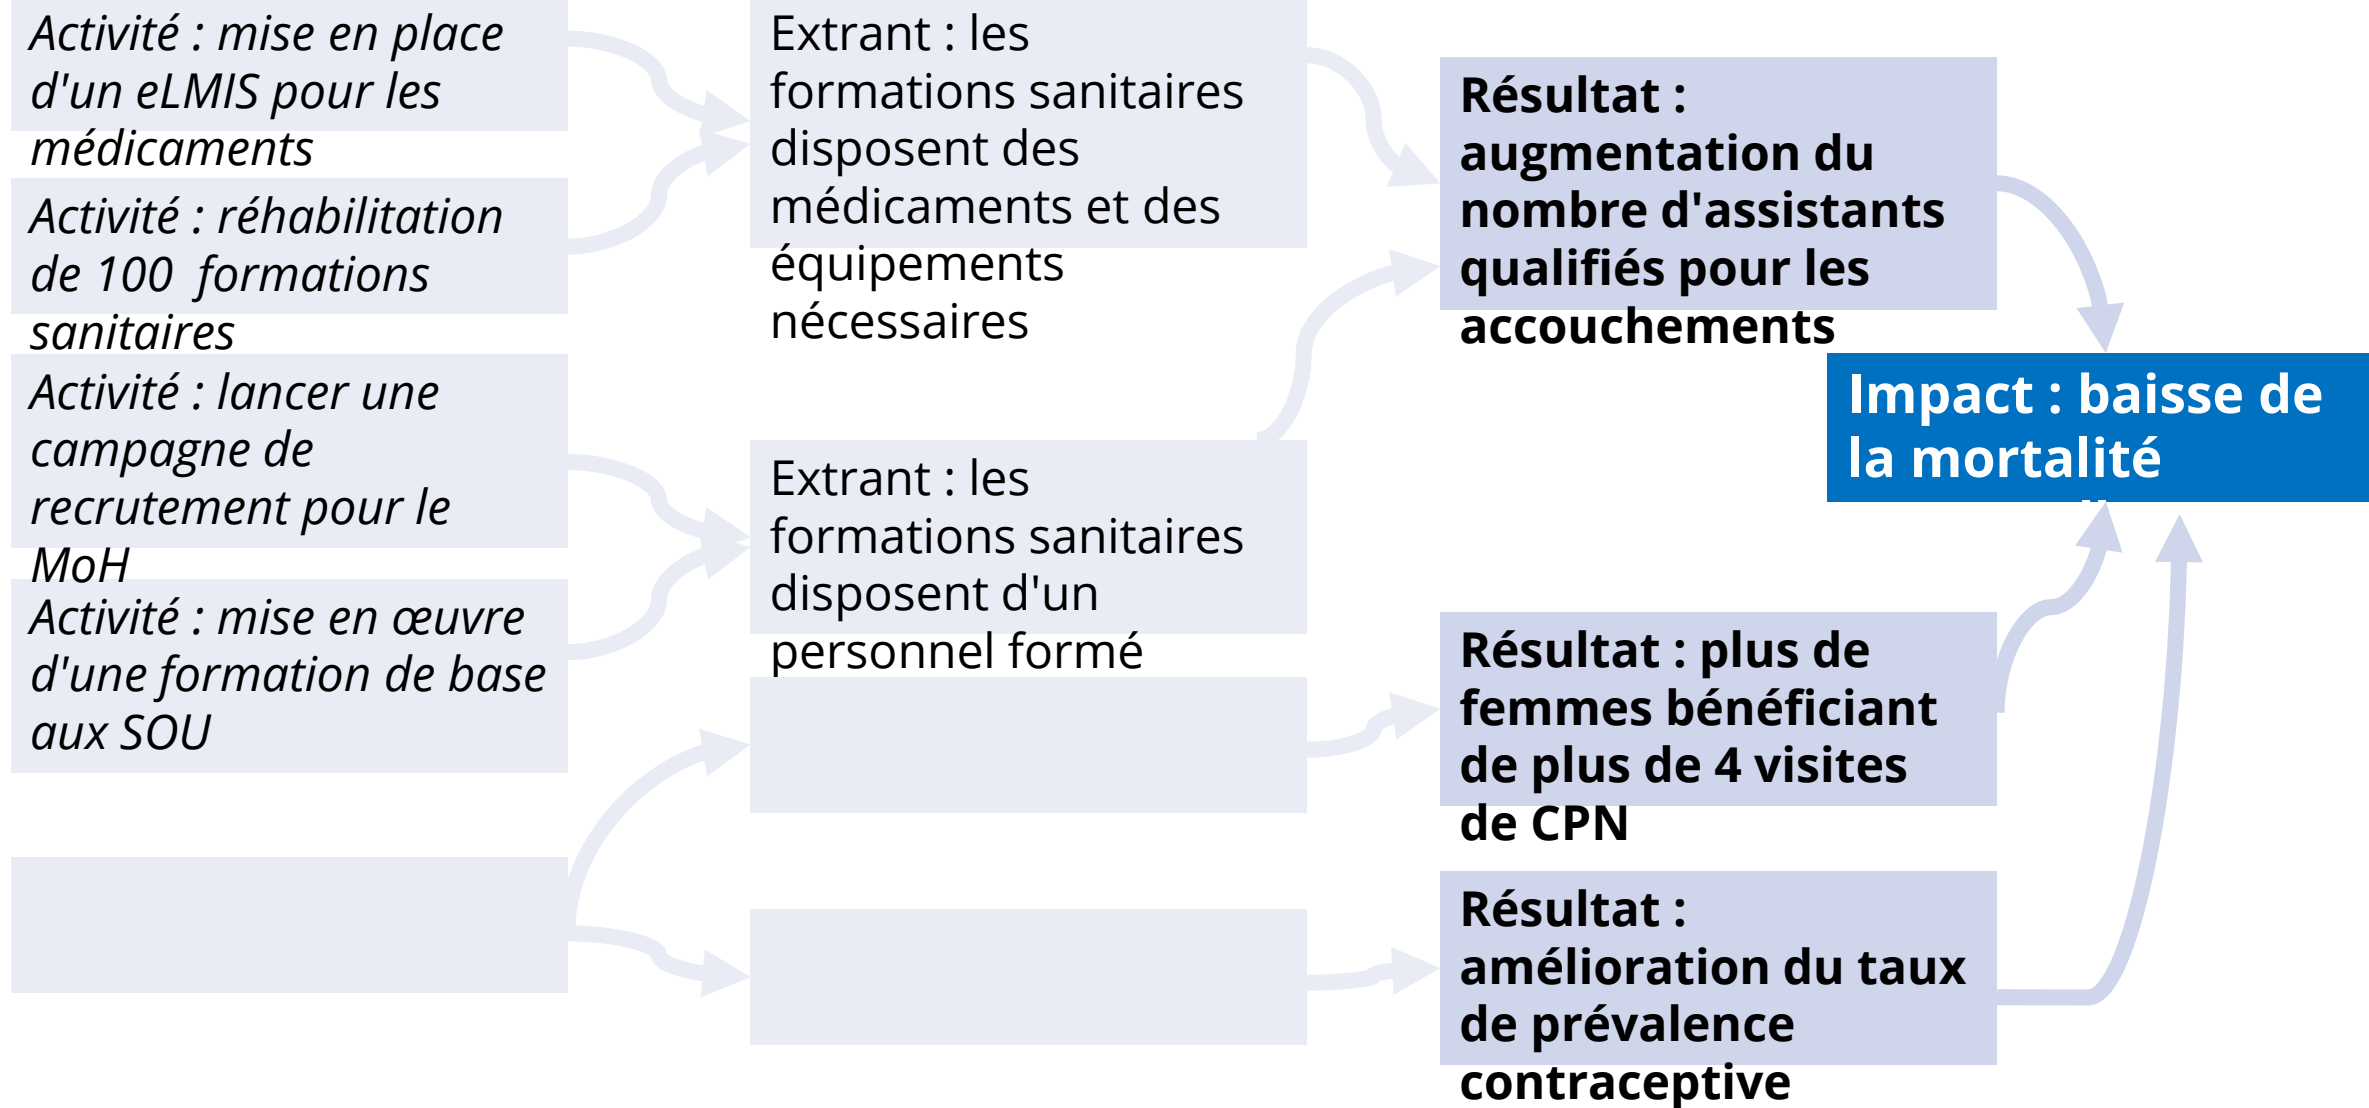 Activité : mise en place
d'un eLMIS pour les
médicaments
Activité : réhabilitation
de 100 formations
sanitaires
Activité : lancer une
campagne de
recrutement pour le
MoH
Activité : mise en œuvre
d'une formation de base
aux SOU
Extrant : les
formations sanitaires
disposent des
médicaments et des
équipements
nécessaires
Extrant : les
formations sanitaires
disposent d'un
personnel formé
Résultat :
augmentation du
nombre d'assistants
qualifiés pour les
accouchements
Résultat : plus de
femmes bénéficiant
de plus de 4 visites
de CPN
Résultat :
amélioration du taux
de prévalence
contraceptive
Impact : baisse de
la mortalité